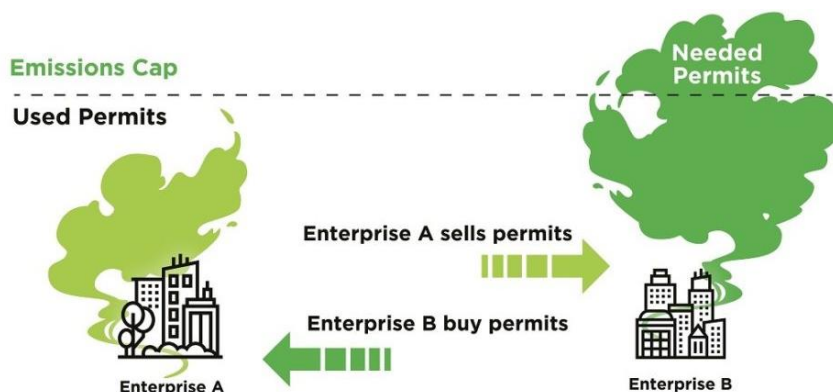 Needed
Permits
Emissions Cap
Used Permits
Enterprise A sells permits
Enterprise B buy permits
Enterprise A
Enterprise B